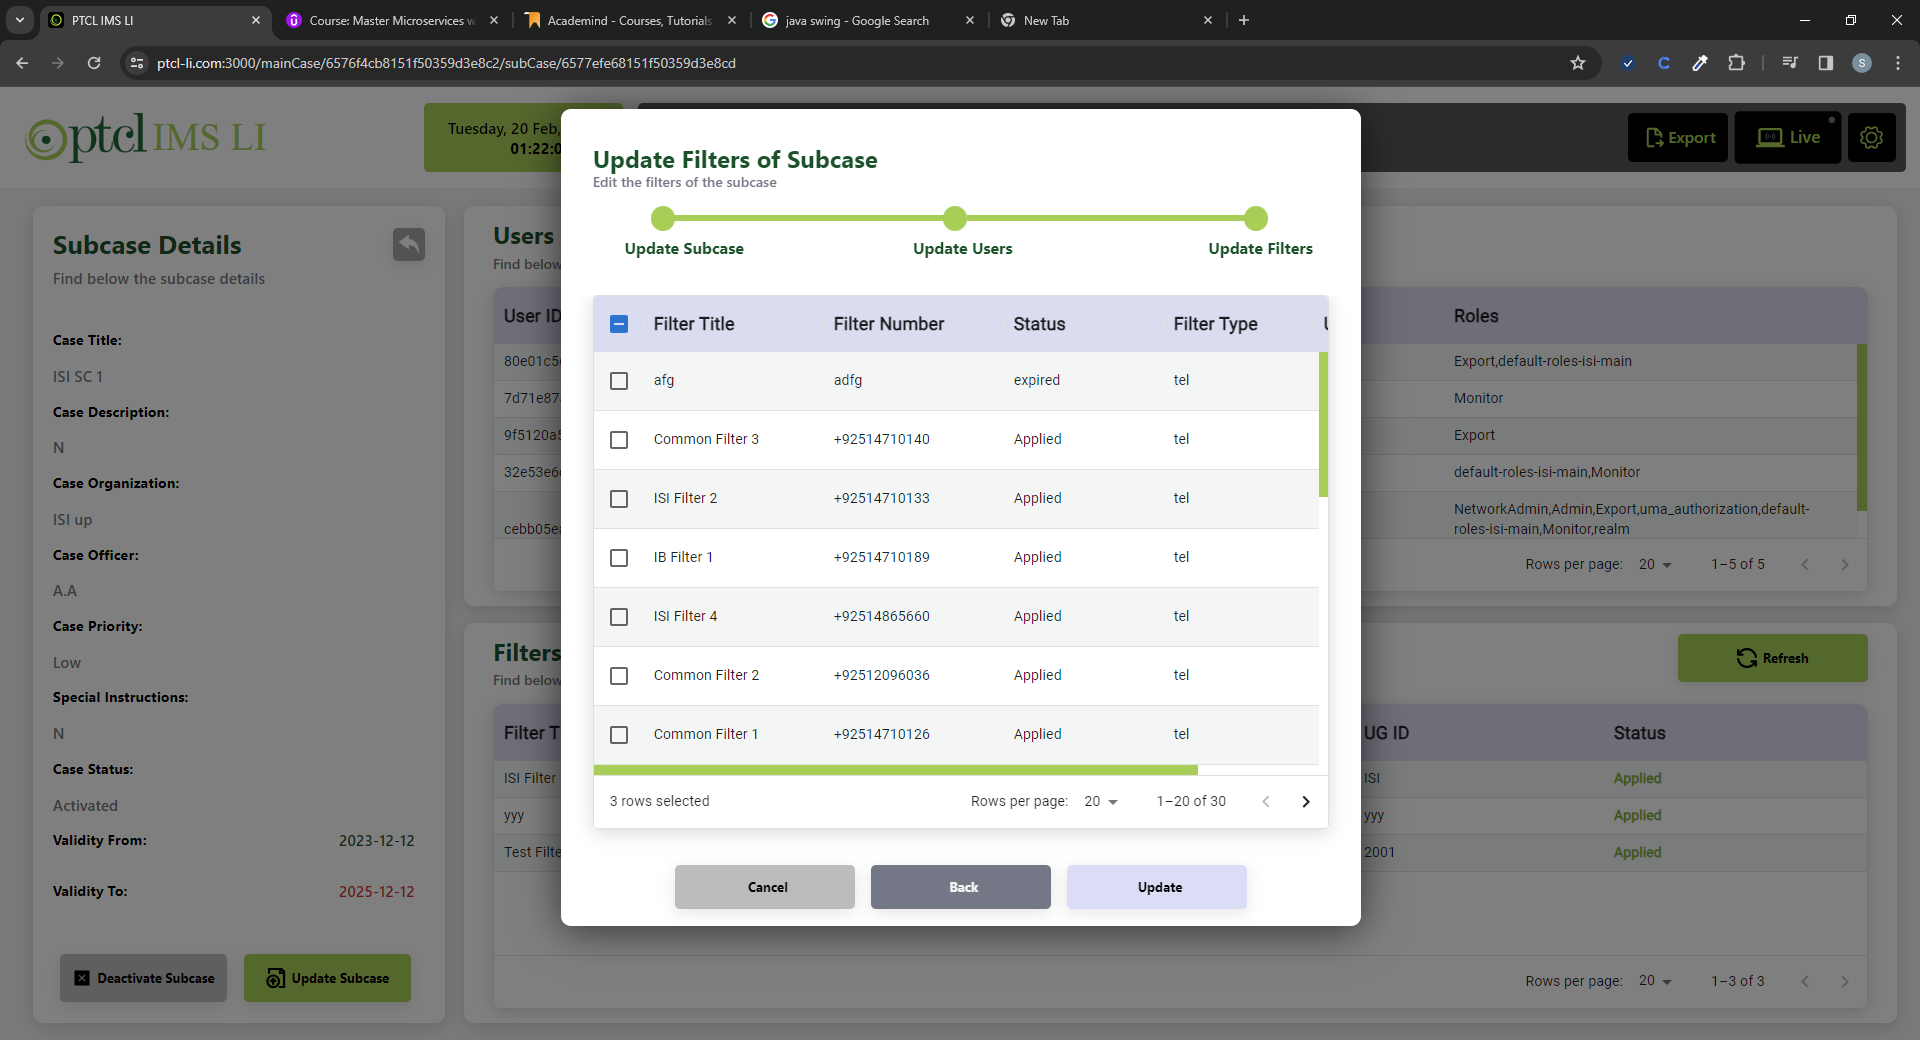 PTCL IMS LI
Course: Master Microservices w
Academind - Courses, Tutorials
java swing - Google Search
New Tab
ptcl-li.com:3000/mainCase/6576f4cb8151f50359d3e8c2/subCase/6577efe68151f50359d3e8cd
C
S
ptcl IMS LI
Tuesday, 20 Feb,
01:22:0
Export
Live
Subcase Details
Find below the subcase details
Case Title:
ISI SC 1
Case Description:
N
Case Organization:
ISI up
Case Officer:
A.A
Case Priority:
Low
Special Instructions:
N
Case Status:
Activated
Validity From: 2023-12-12
Validity To: 2025-12-12
Deactivate Subcase
Update Subcase
Users
Find below
User ID Roles
80e01c5 Export,default-roles-isi-main
7d71e87 Monitor
9f5120a5 Export
32e53e6 default-roles-isi-main,Monitor
cebb05ea NetworkAdmin,Admin,Export,uma_authorization,default-
roles-isi-main,Monitor,realm
Rows per page: 20 1–5 of 5
Filters
Find below
Refresh
Filter T UG ID Status
ISI Filter ISI Applied
yyy yyy Applied
Test Filte 2001 Applied
Rows per page: 20 1–3 of 3
Update Filters of Subcase
Edit the filters of the subcase
Update Subcase Update Users Update Filters
Filter Title Filter Number Status Filter Type
afg adfg expired tel
Common Filter 3 +92514710140 Applied tel
ISI Filter 2 +92514710133 Applied tel
IB Filter 1 +92514710189 Applied tel
ISI Filter 4 +92514865660 Applied tel
Common Filter 2 +92512096036 Applied tel
Common Filter 1 +92514710126 Applied tel
3 rows selected Rows per page: 20 1–20 of 30
Cancel Back Update